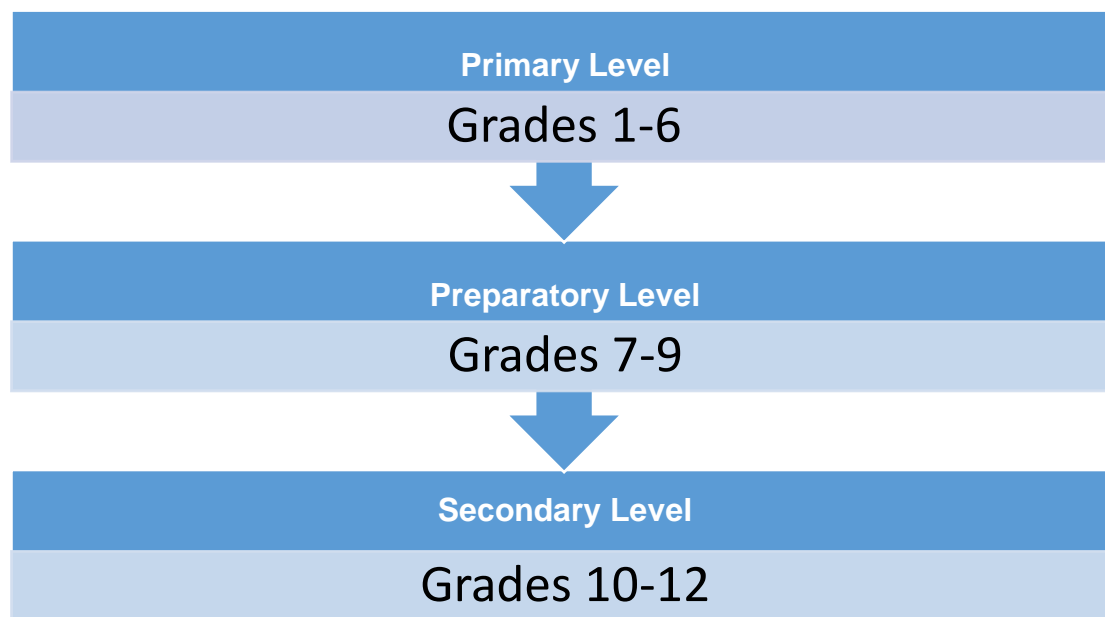 Primary Level
Grades 1-6
Preparatory Level
Grades 7-9
Secondary Level
Grades 10-12